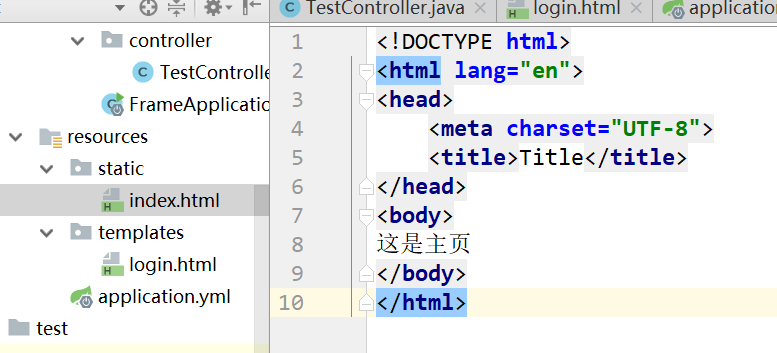 TestController.java
login.html
application
controller
TestControlle
FrameApplication
resources
static
index.html
templates
login.html
application.yml
test
1 <!DOCTYPE html>
2 <html lang="en">
3 <head>
4 <meta charset="UTF-8">
5 <title>Title</title>
6 </head>
7 <body>
8 这是主页
9 </body>
10 </html>